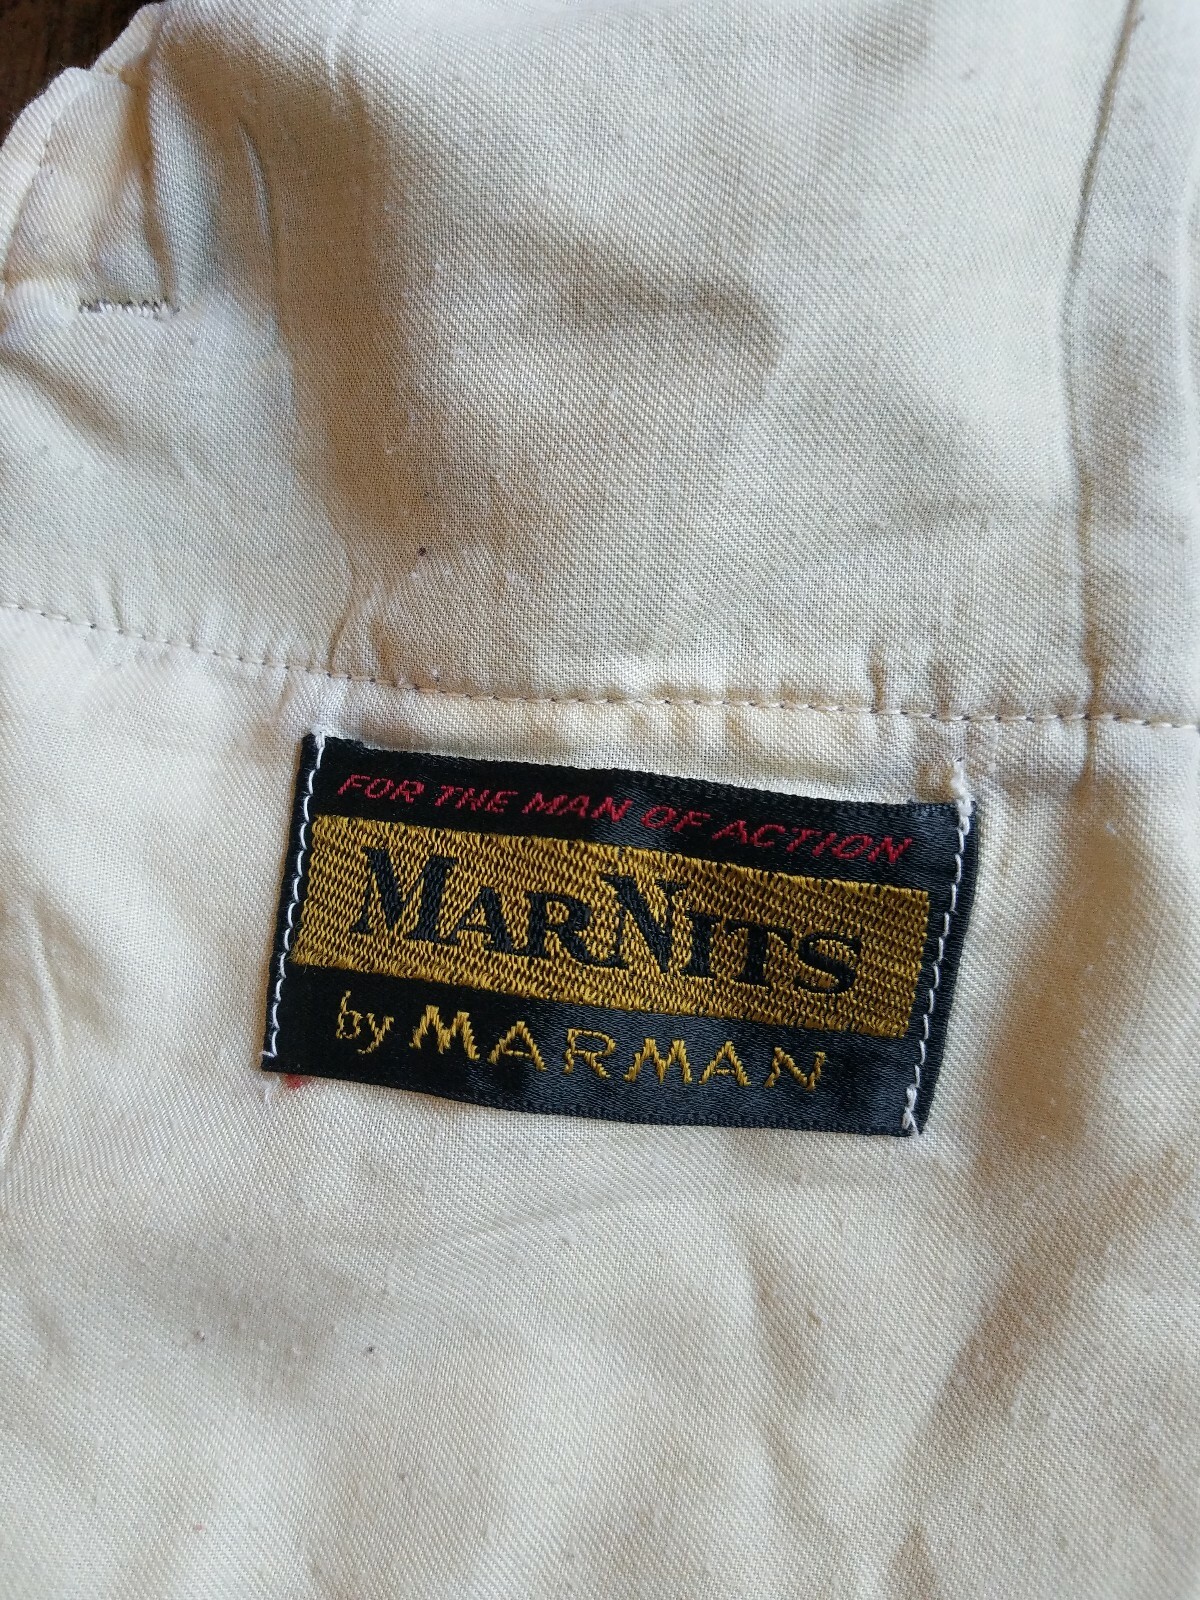 FOR THE MAN OF ACTION
MARNITS
by MARMAN